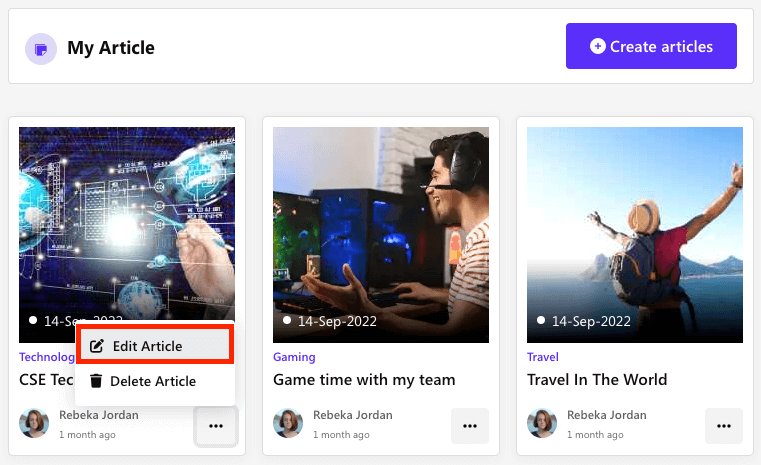 My Article
Create articles
14-Sep-2022
Edit Article
Delete Article
Technolog
CSE Tec
Rebeka Jordan
1 month ago
14-Sep-2022
Gaming
Game time with my team
Rebeka Jordan
1 month ago
14-Sep-2022
Travel
Travel In The World
Rebeka Jordan
1 month ago